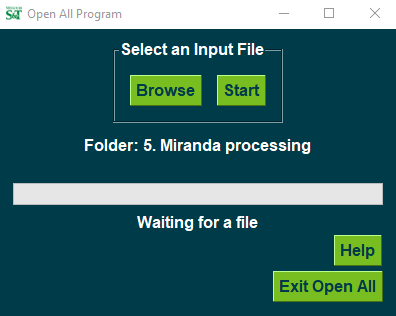 S&T Open All Program
Select an Input File
Browse Start
Folder: 5. Miranda processing
Waiting for a file
Help
Exit Open All